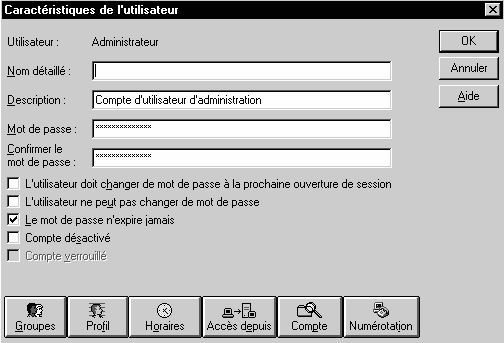 Caractéristiques de l'utilisateur
Utilisateur : Administrateur
OK
Nom détaillé :
Annuler
Description : Compte d'utilisateur d'administration
Aide
Mot de passe : **************
Confirmer le
mot de passe : **************
L'utilisateur doit changer de mot de passe à la prochaine ouverture de session
L'utilisateur ne peut pas changer de mot de passe
Le mot de passe n'expire jamais
Compte désactivé
Compte verrouillé
Groupes Profil Horaires Accès depuis Compte Numérotation